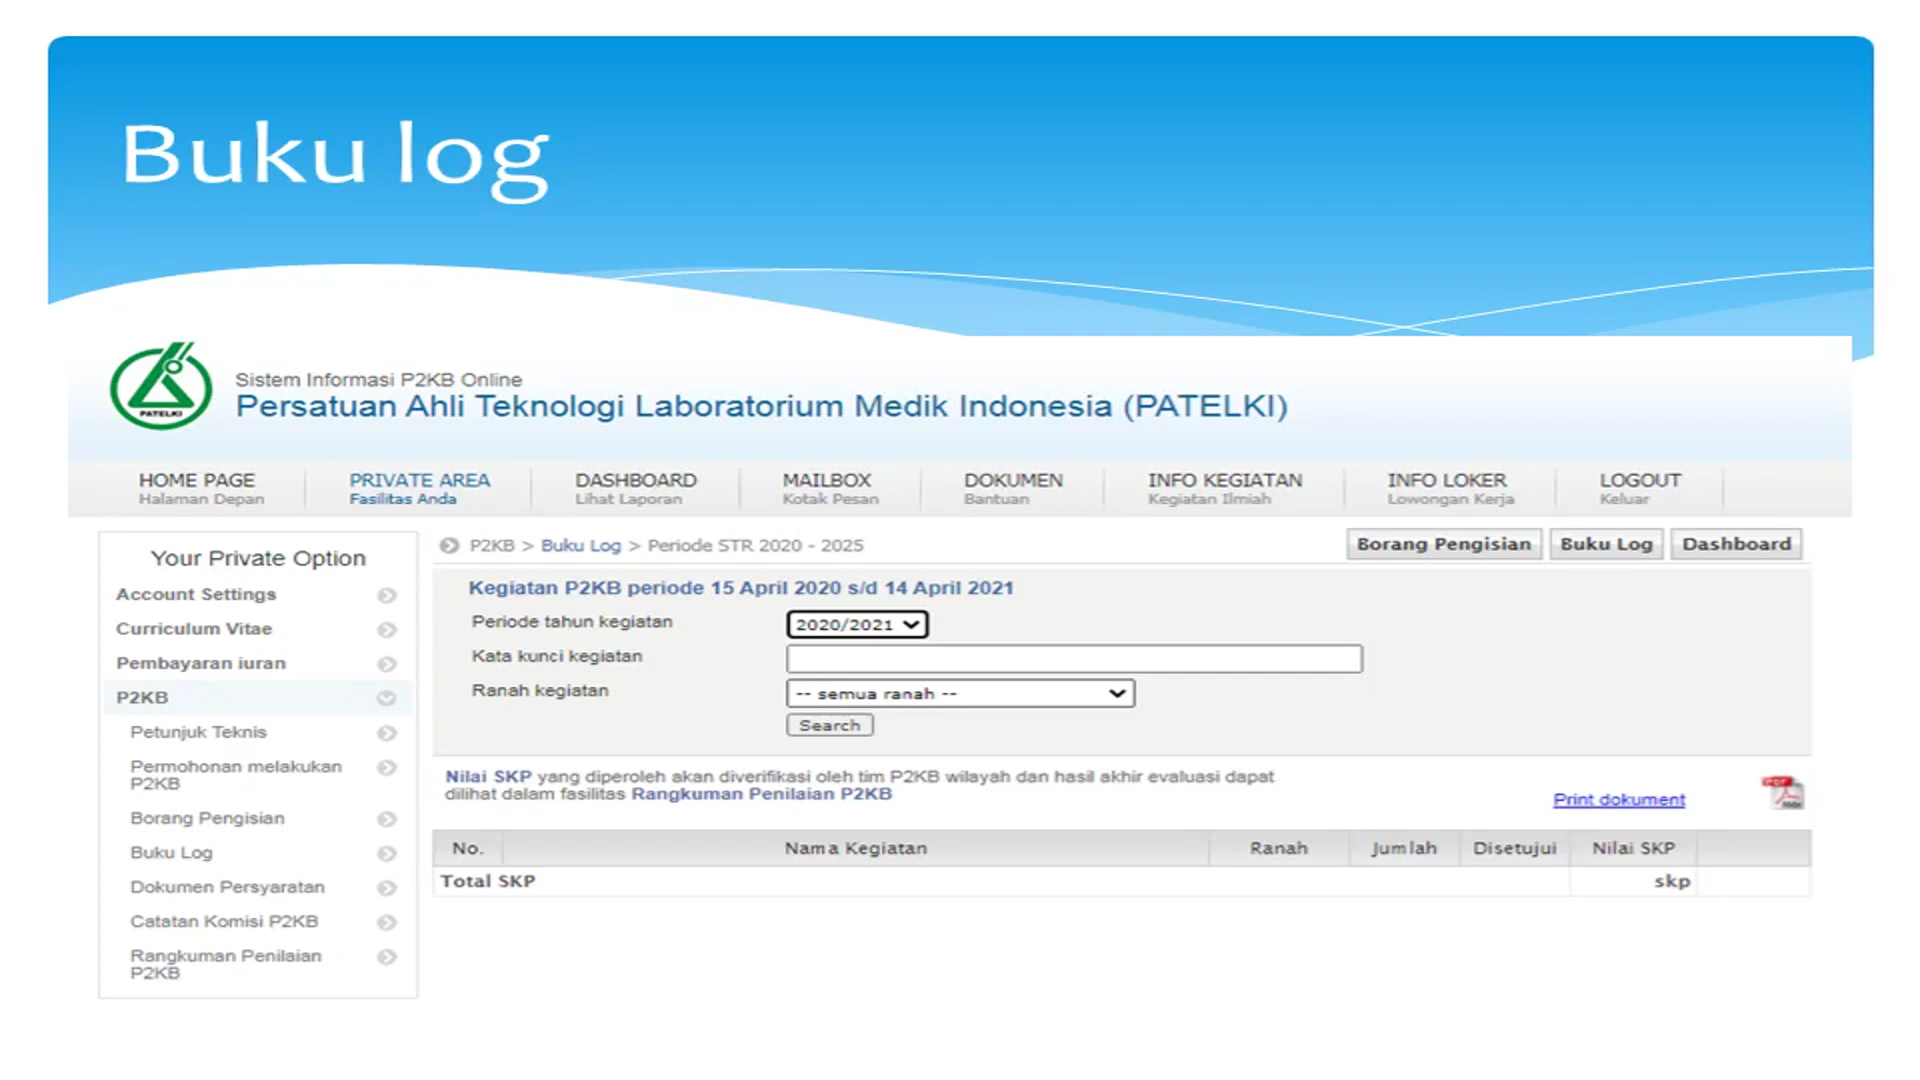 Buku log
PATELKI
Sistem Informasi P2KB Online
Persatuan Ahli Teknologi Laboratorium Medik Indonesia (PATELKI)
HOME PAGE PRIVATE AREA DASHBOARD MAILBOX DOKUMEN INFO KEGIATAN INFO LOKER LOGOUT
Halaman Depan Fasilitas Anda Lihat Laporan Kotak Pesan Bantuan Kegiatan Ilmiah Lowongan Kerja Keluar
Your Private Option
Account Settings
Curriculum Vitae
Pembayaran iuran
P2KB
Petunjuk Teknis
Permohonan melakukan
P2KB
Borang Pengisian
Buku Log
Dokumen Persyaratan
Catatan Komisi P2KB
Rangkuman Penilaian
P2KB
P2KB > Buku Log > Periode STR 2020 - 2025
Borang Pengisian Buku Log Dashboard
Kegiatan P2KB periode 15 April 2020 s/d 14 April 2021
Periode tahun kegiatan 2020/2021
Kata kunci kegiatan
Ranah kegiatan -- semua ranah --
Search
Nilai SKP yang diperoleh akan diverifikasi oleh tim P2KB wilayah dan hasil akhir evaluasi dapat
dilihat dalam fasilitas Rangkuman Penilaian P2KB
Print dokument
No. Nama Kegiatan Ranah Jumlah Disetujui Nilai SKP
Total SKP skp